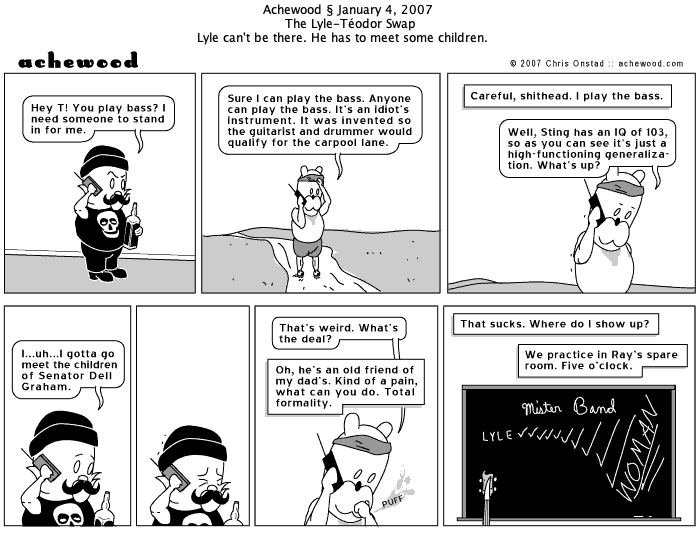 Achewood § January 4, 2007
The Lyle-Téodor Swap
Lyle can't be there. He has to meet some children.
achewood
© 2007 Chris Onstad :: achewood.com
Hey T! You play bass? I
need someone to stand
in for me.
Sure I can play the bass. Anyone
can play the bass. It's an idiot's
instrument. It was invented so
the guitarist and drummer would
qualify for the carpool lane.
Careful, shithead. I play the bass.
Well, Sting has an IQ of 103,
so as you can see it's just a
high-functioning generaliza-
tion. What's up?
I...uh...I gotta go
meet the children
of Senator Dell
Graham.
That's weird. What's
the deal?
Oh, he's an old friend of
my dad's. Kind of a pain,
what can you do. Total
formality.
PUFF
That sucks. Where do I show up?
We practice in Ray's spare
room. Five o'clock.
Mister Band
LYLE
WOMAN